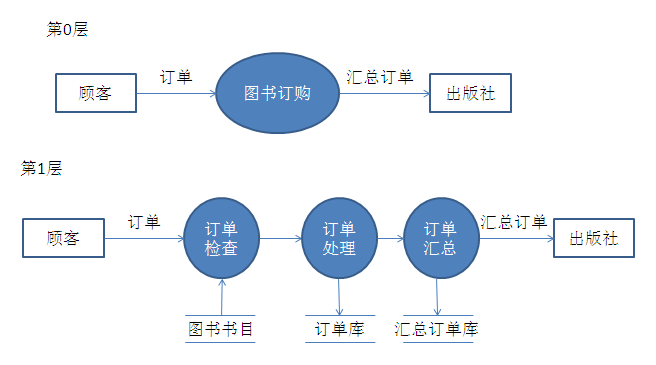 第0层
订单
汇总订单
顾客
图书订购
出版社
第1层
订单
汇总订单
顾客
订单
检查
订单
处理
订单
汇总
出版社
图书书目
订单库
汇总订单库